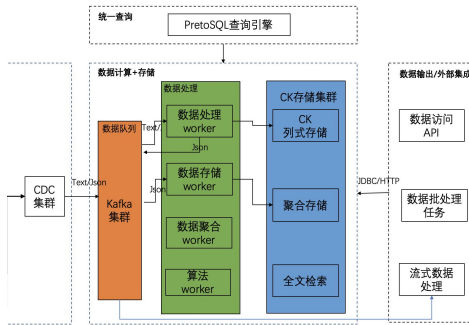 统一查询
PretoSQL查询引擎
数据计算+存储
数据输出/外部集成
数据处理
数据队列
CK存储集群
数据处理
worker
Text/
Json
CK
列式存储
数据访问
API
CDC
集群
Text/Json
Kafka
集群
Json
数据存储
worker
聚合存储
JDBC/HTTP
数据批处理
任务
数据聚合
worker
算法
worker
全文检索
流式数据
处理